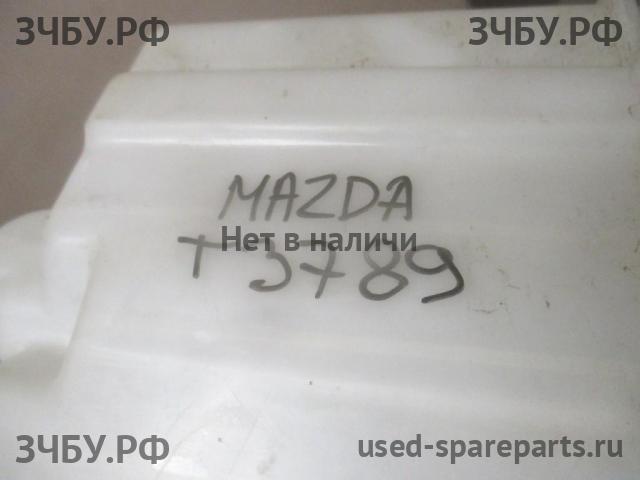 ЗЧБУ.РФ ЗЧБУ.РФ
MAZDA
Нет в наличи
T 3789
ЗЧБУ.РФ used-spareparts.ru